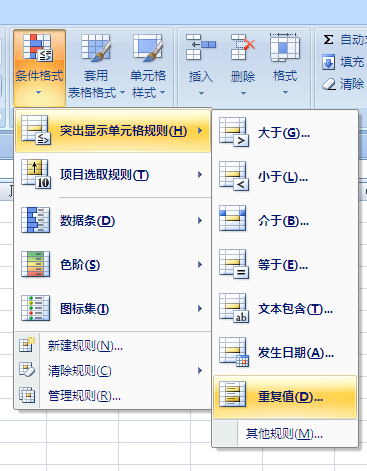 条件格式
套用
表格格式
单元格
样式
插入
删除
格式
Σ 自动
填充
清除
突出显示单元格规则(H)
项目选取规则(T)
数据条(D)
色阶(S)
图标集(I)
新建规则(N)...
清除规则(C)
管理规则(R)...
大于(G)...
小于(L)...
介于(B)...
等于(E)...
文本包含(T)...
发生日期(A)...
重复值(D)...
其他规则(M)...